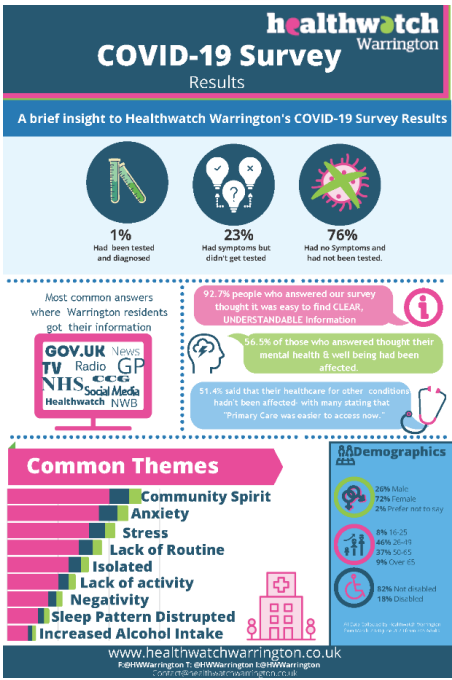 healthwatch
Warrington
COVID-19 Survey
Results
A brief insight to Healthwatch Warrington's COVID-19 Survey Results
1%
Had been tested
and diagnosed
23%
Had symptoms but
didn't get tested
76%
Had no Symptoms and
had not been tested.
Most common answers
where Warrington residents
got their information
GOV.UK News
TV Radio GP
NHS CCG
Social Media
Healthwatch NWB
92.7% people who answered our survey
thought it was easy to find CLEAR,
UNDERSTANDABLE Information
56.5% of those who answered thought their
mental health & well being had been
affected.
51.4% said that their healthcare for other conditions
hadn't been affected- with many stating that
"Primary Care was easier to access now."
Common Themes
Community Spirit
Anxiety
Stress
Lack of Routine
Isolated
Lack of activity
Negativity
Sleep Pattern Distrupted
Increased Alcohol Intake
Demographics
26% Male
72% Female
2% Prefer not to say
8% 16-25
46% 26-49
37% 50-65
9% Over 65
82% Not disabled
18% Disabled
www.healthwatchwarrington.co.uk
F:@HWWarrington T: @HWWarrington I:@HWWarrington
Contact@healthwatchwarrington.co.uk